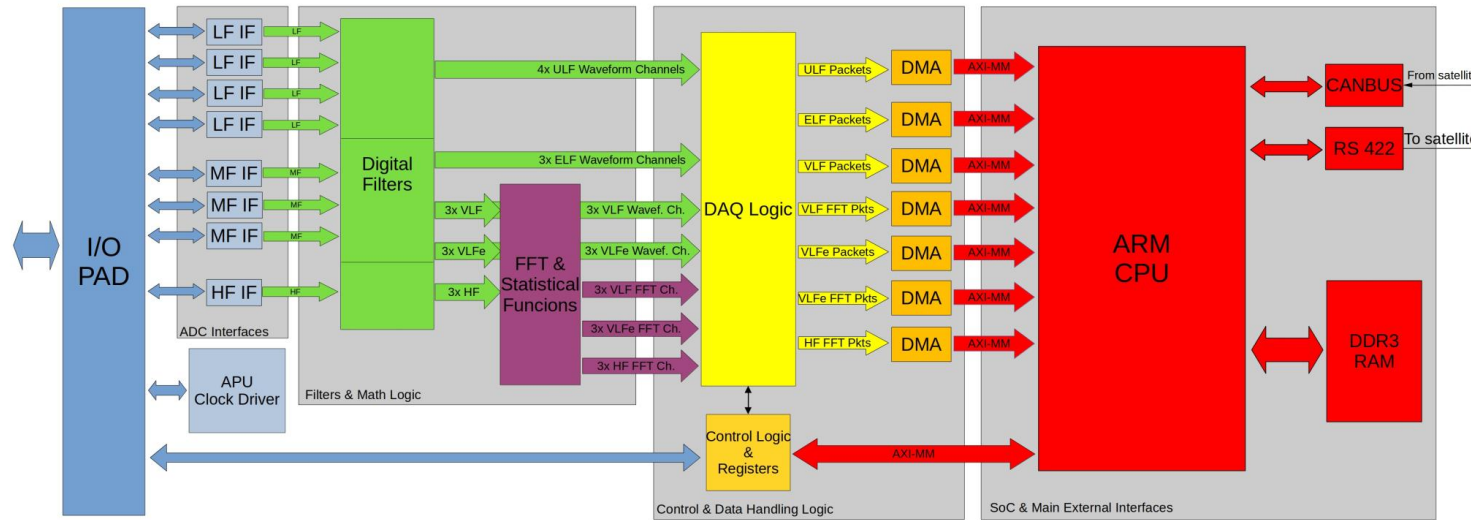 I/O
PAD
LF IF
LF
LF IF
LF
LF IF
LF
LF IF
LF
MF IF
MF
MF IF
MF
MF IF
MF
HF IF
HF
ADC Interfaces
APU
Clock Driver
Digital
Filters
4x ULF Waveform Channels
3x ELF Waveform Channels
3x VLF
3x VLFe
3x HF
FFT &
Statistical
Funcions
3x VLF Wavef. Ch.
3x VLFe Wavef. Ch.
3x VLF FFT Ch.
3x VLFe FFT Ch.
3x HF FFT Ch.
Filters & Math Logic
DAQ Logic
ULF Packets
ELF Packets
VLF Packets
VLF FFT Pkts
VLFe Packets
VLFe FFT Pkts
HF FFT Pkts
DMA
DMA
DMA
DMA
DMA
DMA
DMA
Control Logic
&
Registers
Control & Data Handling Logic
AXI-MM
AXI-MM
AXI-MM
AXI-MM
AXI-MM
AXI-MM
AXI-MM
AXI-MM
ARM
CPU
CANBUS
From satellit
RS 422
To satellite
DDR3
RAM
SoC & Main External Interfaces